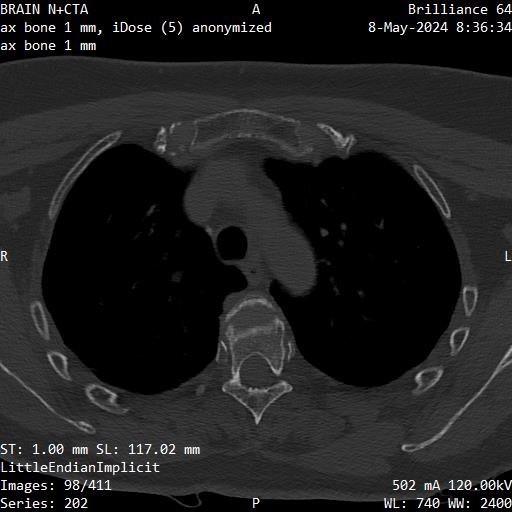 BRAIN N+CTA
A
Brilliance 64
ax bone 1 mm, iDose (5) anonymized
8-May-2024 8:36:34
ax bone 1 mm
R
L
ST: 1.00 mm SL: 117.02 mm
LittleEndianImplicit
Images: 98/411
502 mA 120.00kV
Series: 202
P
WL: 740 WW: 2400